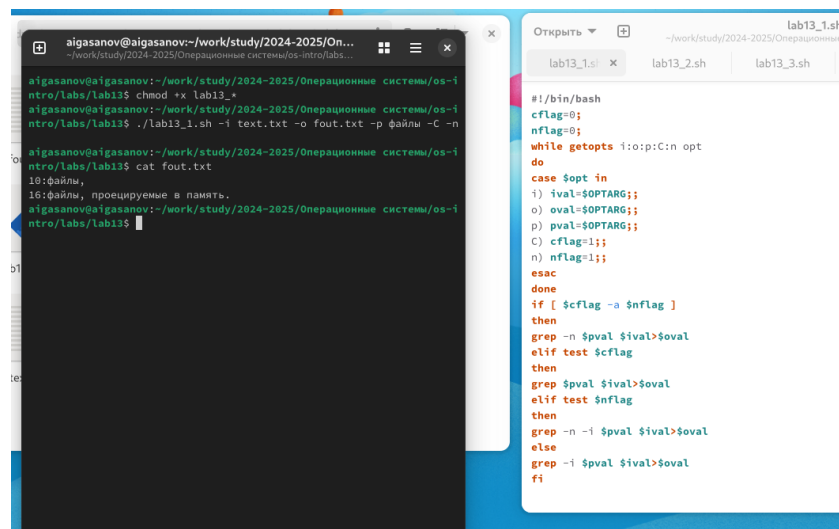 aigasanov@aigasanov:~/work/study/2024-2025/Оп...
~/work/study/2024-2025/Операционные системы/os-intro/labs...
aigasanov@aigasanov:~/work/study/2024-2025/Операционные системы/os-i
ntro/labs/lab13$ chmod +x lab13_*
aigasanov@aigasanov:~/work/study/2024-2025/Операционные системы/os-i
ntro/labs/lab13$ ./lab13_1.sh -i text.txt -o fout.txt -p файлы -C -n
aigasanov@aigasanov:~/work/study/2024-2025/Операционные системы/os-i
ntro/labs/lab13$ cat fout.txt
10:файлы,
16:файлы, проецируемые в память.
aigasanov@aigasanov:~/work/study/2024-2025/Операционные системы/os-i
ntro/labs/lab13$
Открыть
lab13_1.sh
~/work/study/2024-2025/Операционные
lab13_1.sh
lab13_2.sh
lab13_3.sh
#!/bin/bash
cflag=0;
nflag=0;
while getopts i:o:p:C:n opt
do
case $opt in
i) ival=$OPTARG;;
o) oval=$OPTARG;;
p) pval=$OPTARG;;
C) cflag=1;;
n) nflag=1;;
esac
done
if [ $cflag -a $nflag ]
then
grep -n $pval $ival>$oval
elif test $cflag
then
grep $pval $ival>$oval
elif test $nflag
then
grep -n -i $pval $ival>$oval
else
grep -i $pval $ival>$oval
fi